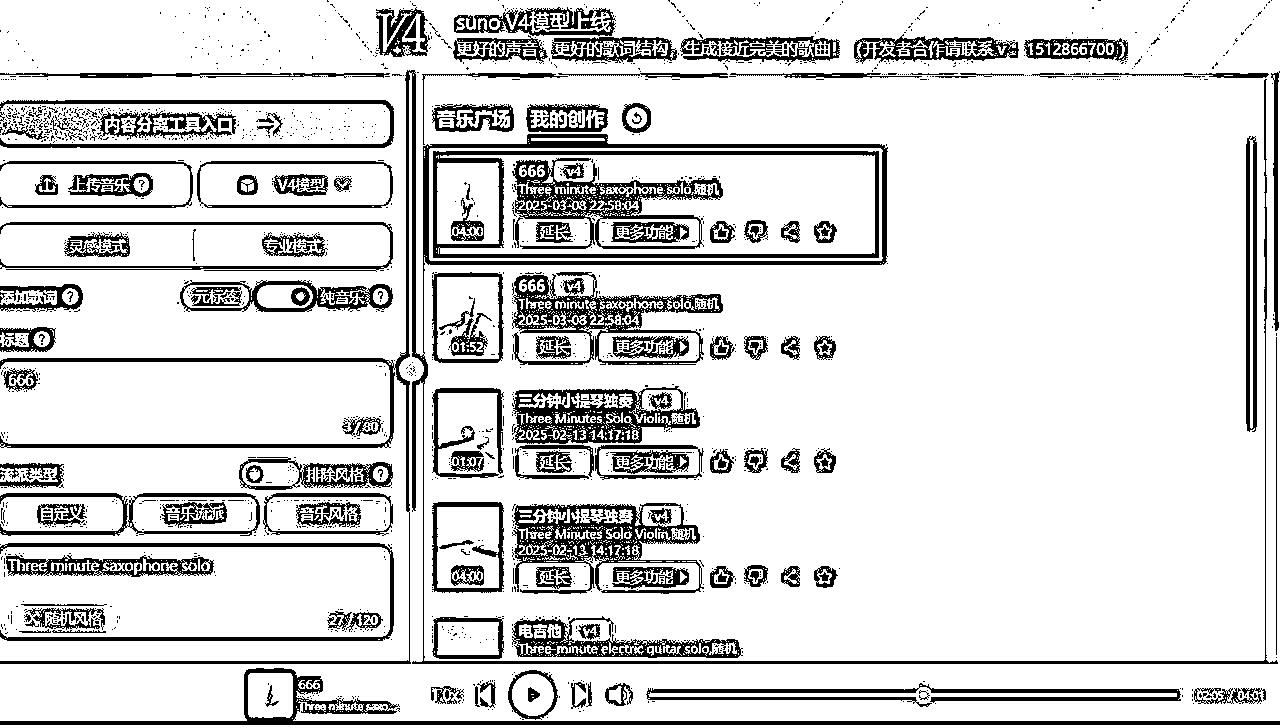 V4
suno V4模型上线
更好的声音，更好的歌词结构，生成接近完美的歌曲！（开发者合作请联系 v： 1512866700 ）
内容分离工具入口
上传音乐 ?
V4模型
灵感模式
专业模式
添加歌词 ?
元标签
纯音乐 ?
标题 ?
666
3 / 80
流派类型
排除风格 ?
自定义
音乐流派
音乐风格
Three minute saxophone solo
随机风格
27 / 120
音乐广场
我的创作
666 v4
Three minute saxophone solo,随机
2025-03-08 22:58:04
04:00
延长 更多功能
666 v4
Three minute saxophone solo,随机
2025-03-08 22:58:04
01:52
延长 更多功能
三分钟小提琴独奏 v4
Three Minutes Solo Violin,随机
2025-02-13 14:17:18
01:07
延长 更多功能
三分钟小提琴独奏 v4
Three Minutes Solo Violin,随机
2025-02-13 14:17:18
04:00
延长 更多功能
电吉他 v4
Three-minute electric guitar solo,随机
666
Three minute saxo...
1.0x